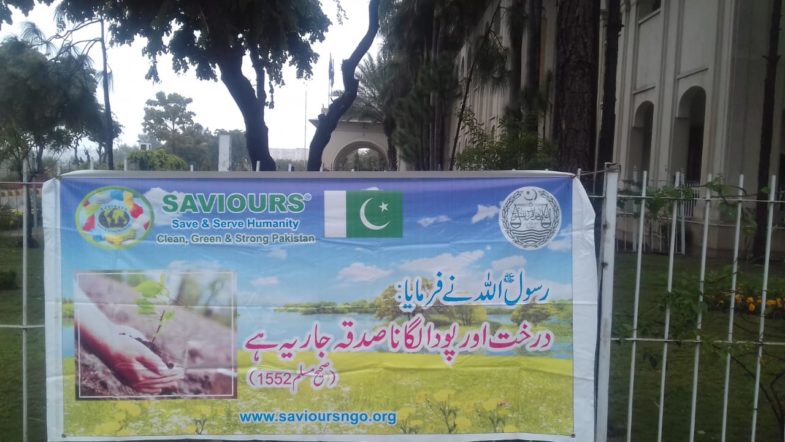 SAVIOURS®
Save & Serve Humanity
Clean, Green & Strong Pakistan
رسول اللہ ﷺ نے فرمایا:
درخت اور پودا لگانا صدقہ جاریہ ہے
(صحیح مسلم 1552)
www.savioursngo.org